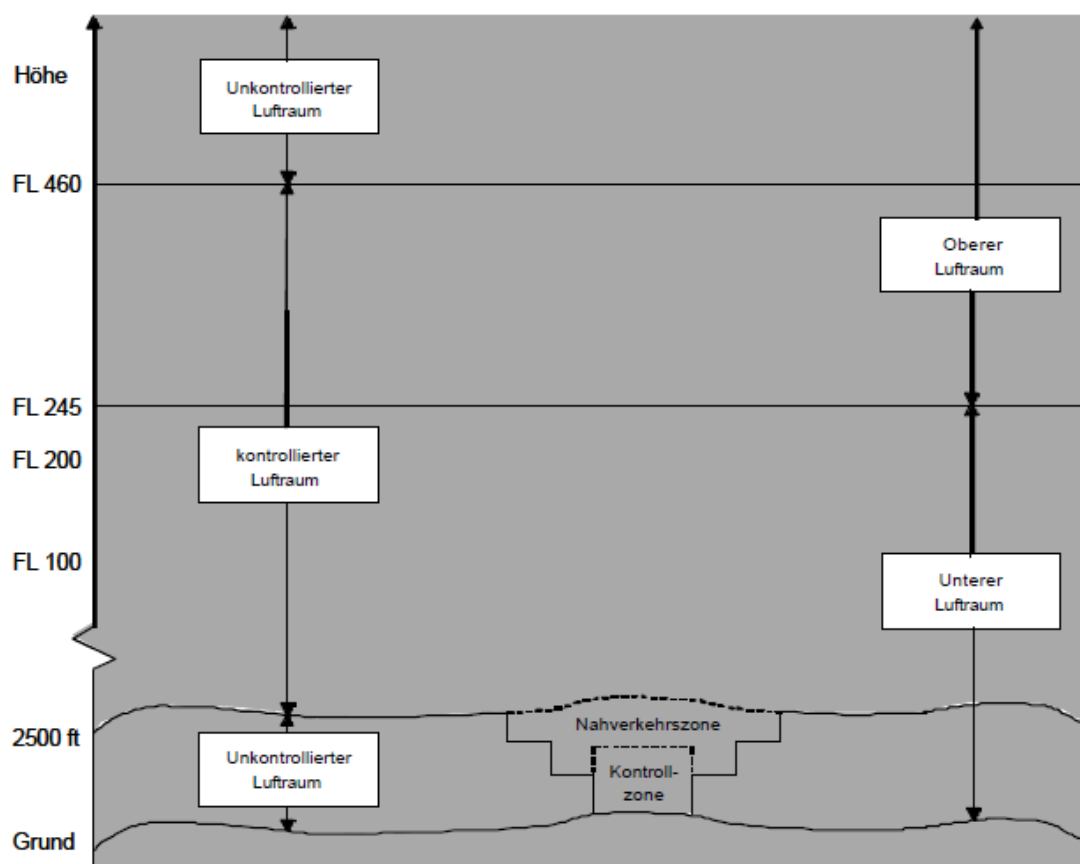 Höhe
Unkontrollierter
Luftraum
FL 460
Oberer
Luftraum
FL 245
kontrollierter
Luftraum
FL 200
FL 100
Unterer
Luftraum
Nahverkehrszone
2500 ft
Unkontrollierter
Luftraum
Kontroll-
zone
Grund